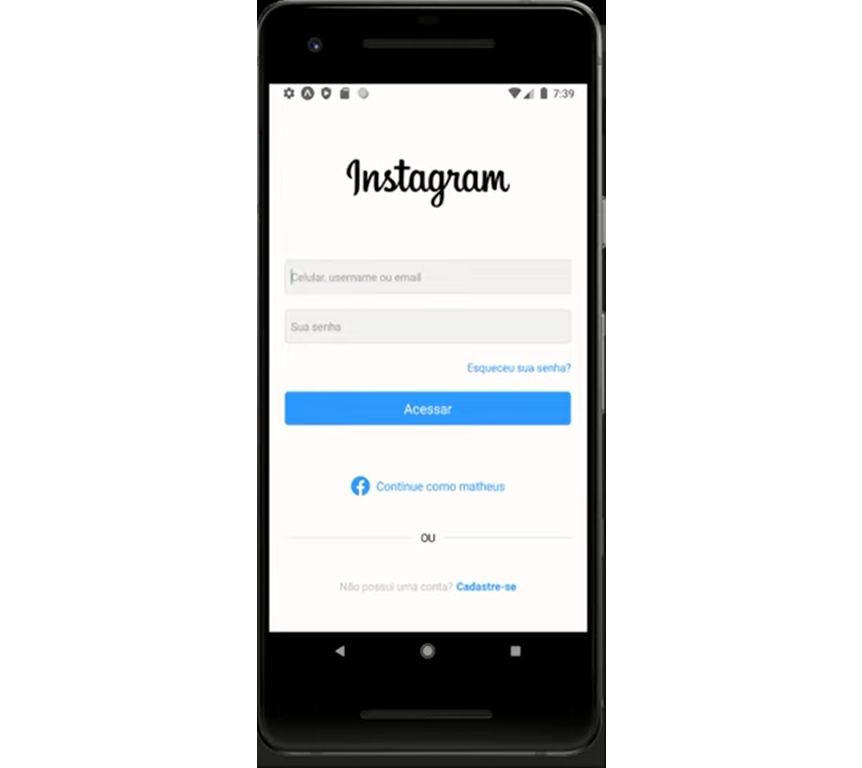 7:39
Instagram
Celular, username ou email
Sua senha
Esqueceu sua senha?
Acessar
Continue como matheus
OU
Não possui uma conta? Cadastre-se